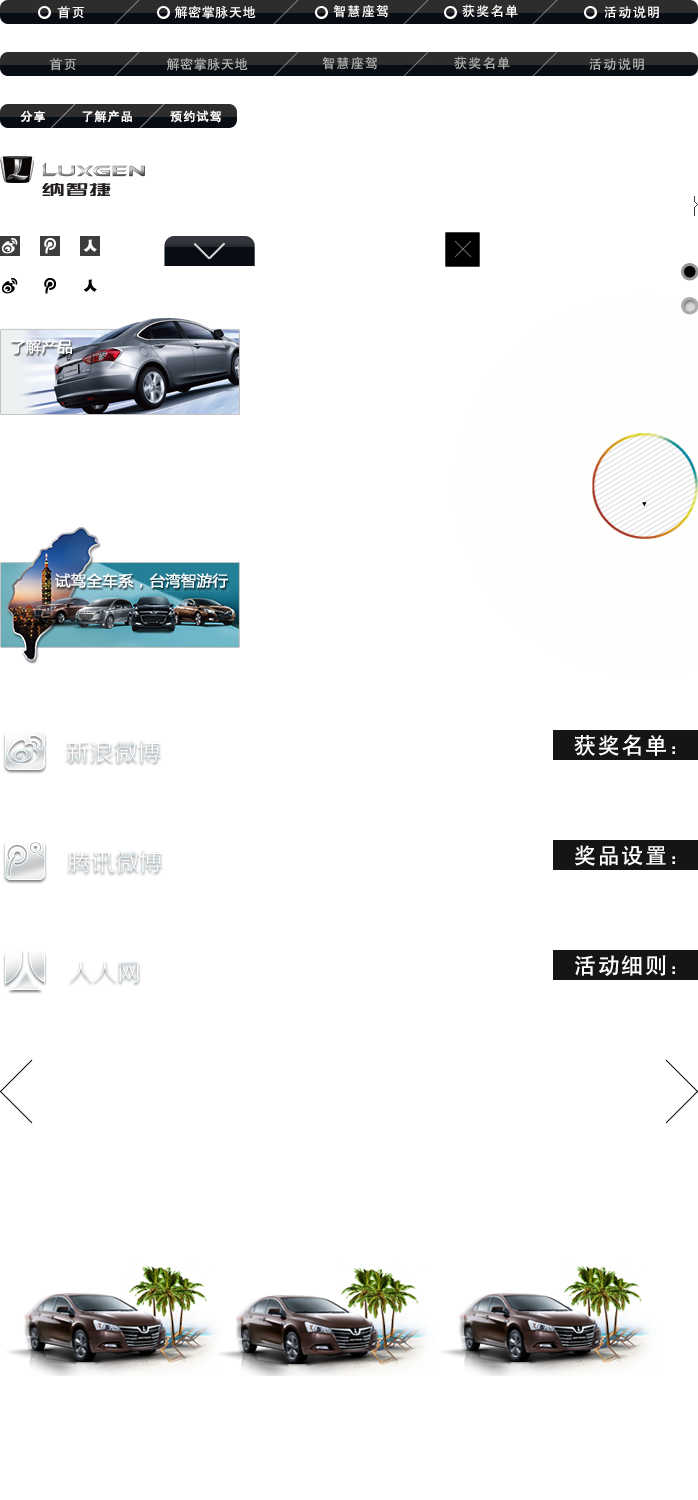 首页 解密掌脉天地 智慧座驾 获奖名单 活动说明
首页 解密掌脉天地 智慧座驾 获奖名单 活动说明
分享 了解产品 预约试驾
LUXGEN
纳智捷
了解产品
试驾全车系，台湾智游行
新浪微博
获奖名单：
腾讯微博
奖品设置：
人人网
活动细则：